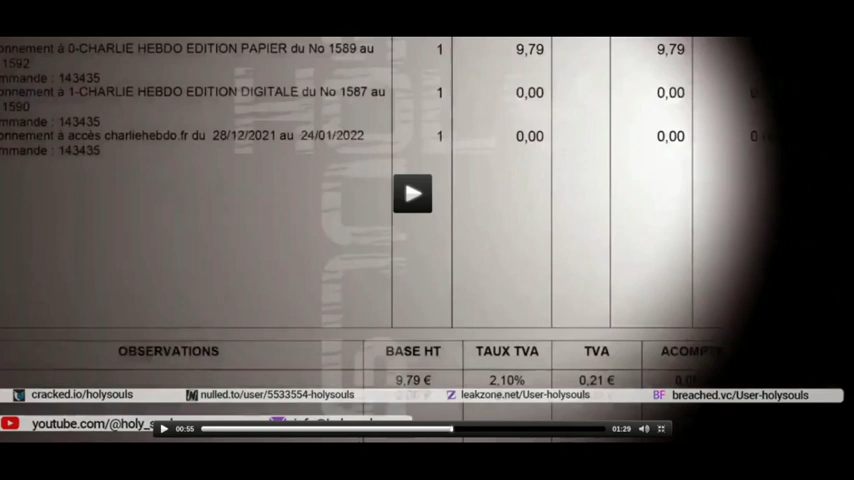 onnement à 0-CHARLIE HEBDO EDITION PAPIER du No 1589 au 1 9,79 9,79
1592
mmande : 143435
onnement à 1-CHARLIE HEBDO EDITION DIGITALE du No 1587 au 1 0,00 0,00 0
1590
mmande : 143435
onnement à accès charliehebdo.fr du 28/12/2021 au 24/01/2022 1 0,00 0,00 0
mmande : 143435
OBSERVATIONS BASE HT TAUX TVA TVA ACOMPTE
9,79 € 2,10% 0,21 €
cracked.io/holysouls nulled.to/user/5533554-holysouls leakzone.net/User-holysouls BF breached.vc/User-holysouls
youtube.com/@holy_s
00:55 01:29